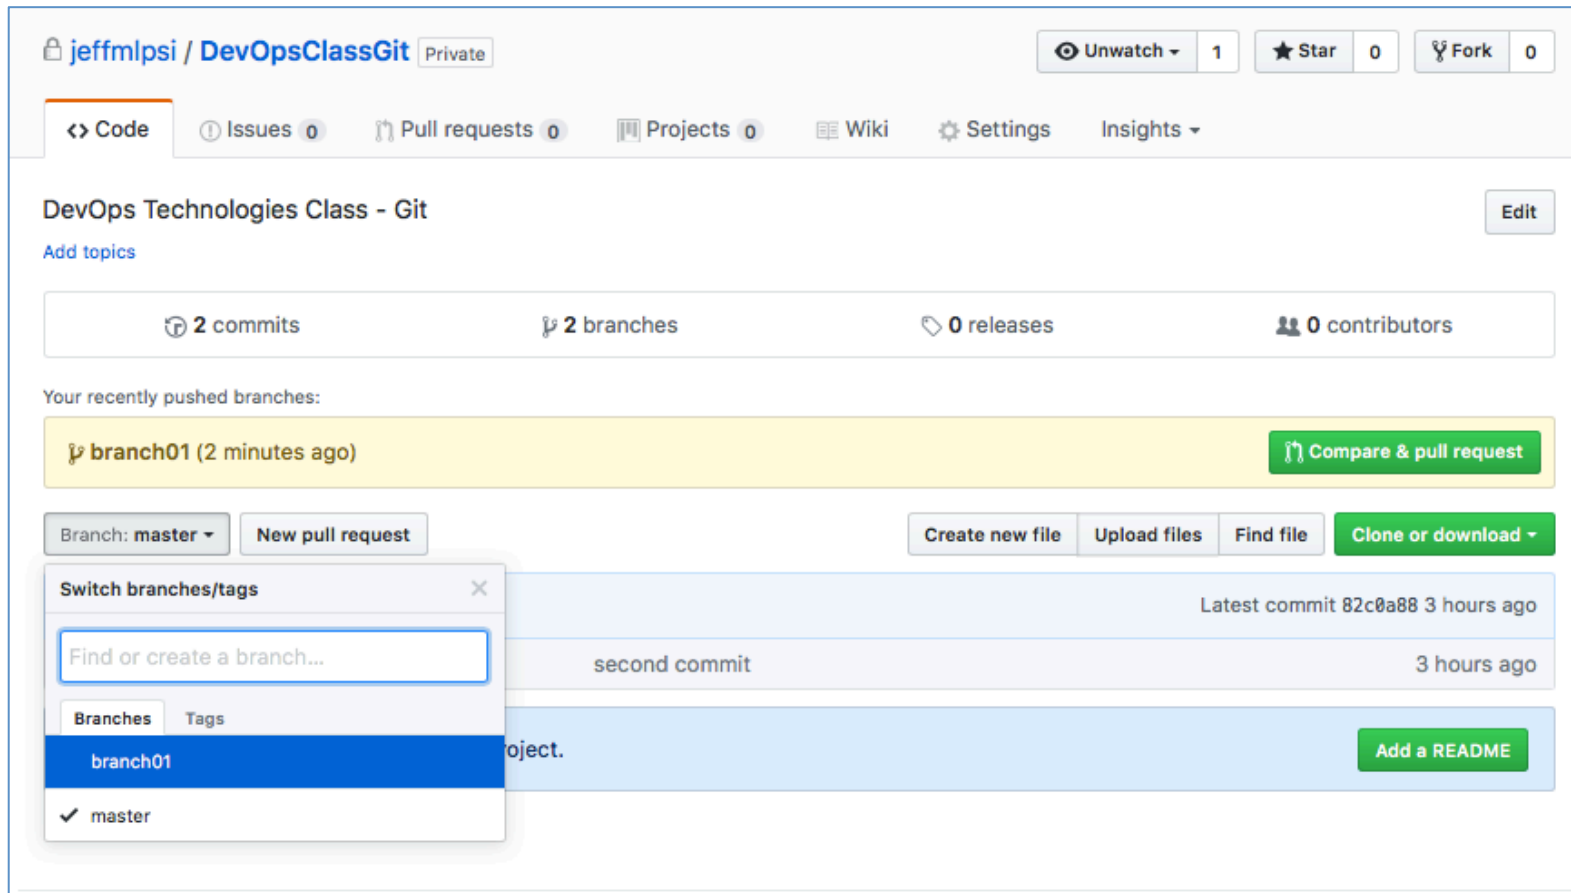 jeffmlpsi / DevOpsClassGit Private Unwatch 1 Star 0 Fork 0
Code Issues 0 Pull requests 0 Projects 0 Wiki Settings Insights
DevOps Technologies Class - Git Edit
Add topics
2 commits 2 branches 0 releases 0 contributors
Your recently pushed branches:
branch01 (2 minutes ago) Compare & pull request
Branch: master New pull request Create new file Upload files Find file Clone or download
Switch branches/tags
Latest commit 82c0a88 3 hours ago
Find or create a branch...
second commit 3 hours ago
Branches Tags
branch01
oject. Add a README
master